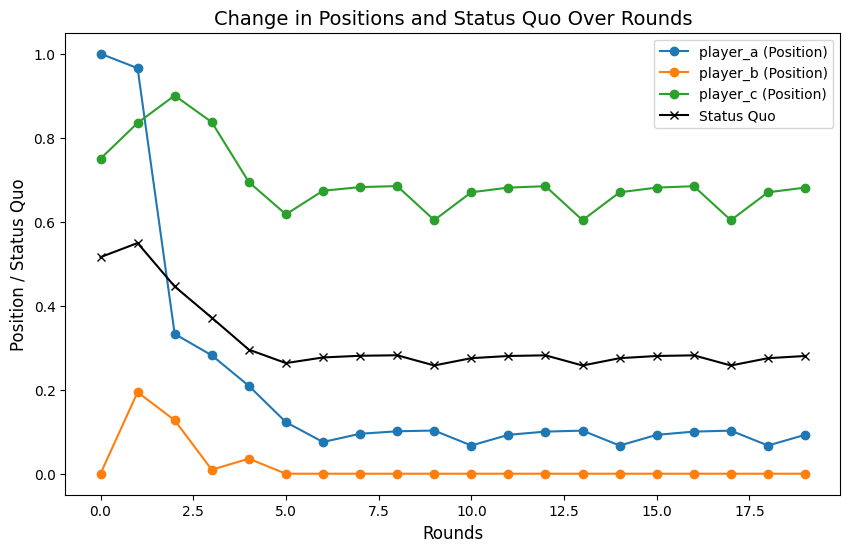 Change in Positions and Status Quo Over Rounds
player_a (Position)
player_b (Position)
player_c (Position)
Status Quo
Position / Status Quo
1.0
0.8
0.6
0.4
0.2
0.0
0.0 2.5 5.0 7.5 10.0 12.5 15.0 17.5
Rounds